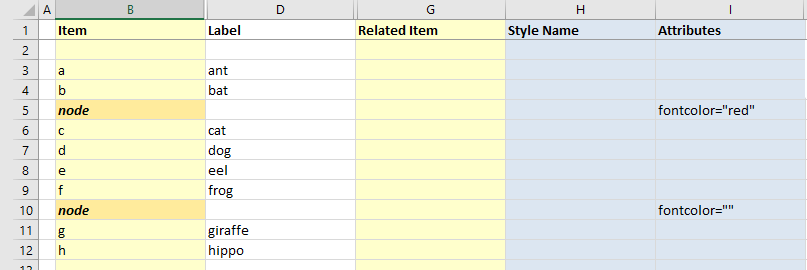 A B D G H I
1 Item Label Related Item Style Name Attributes
2
3 a ant
4 b bat
5 node fontcolor="red"
6 c cat
7 d dog
8 e eel
9 f frog
10 node fontcolor=""
11 g giraffe
12 h hippo